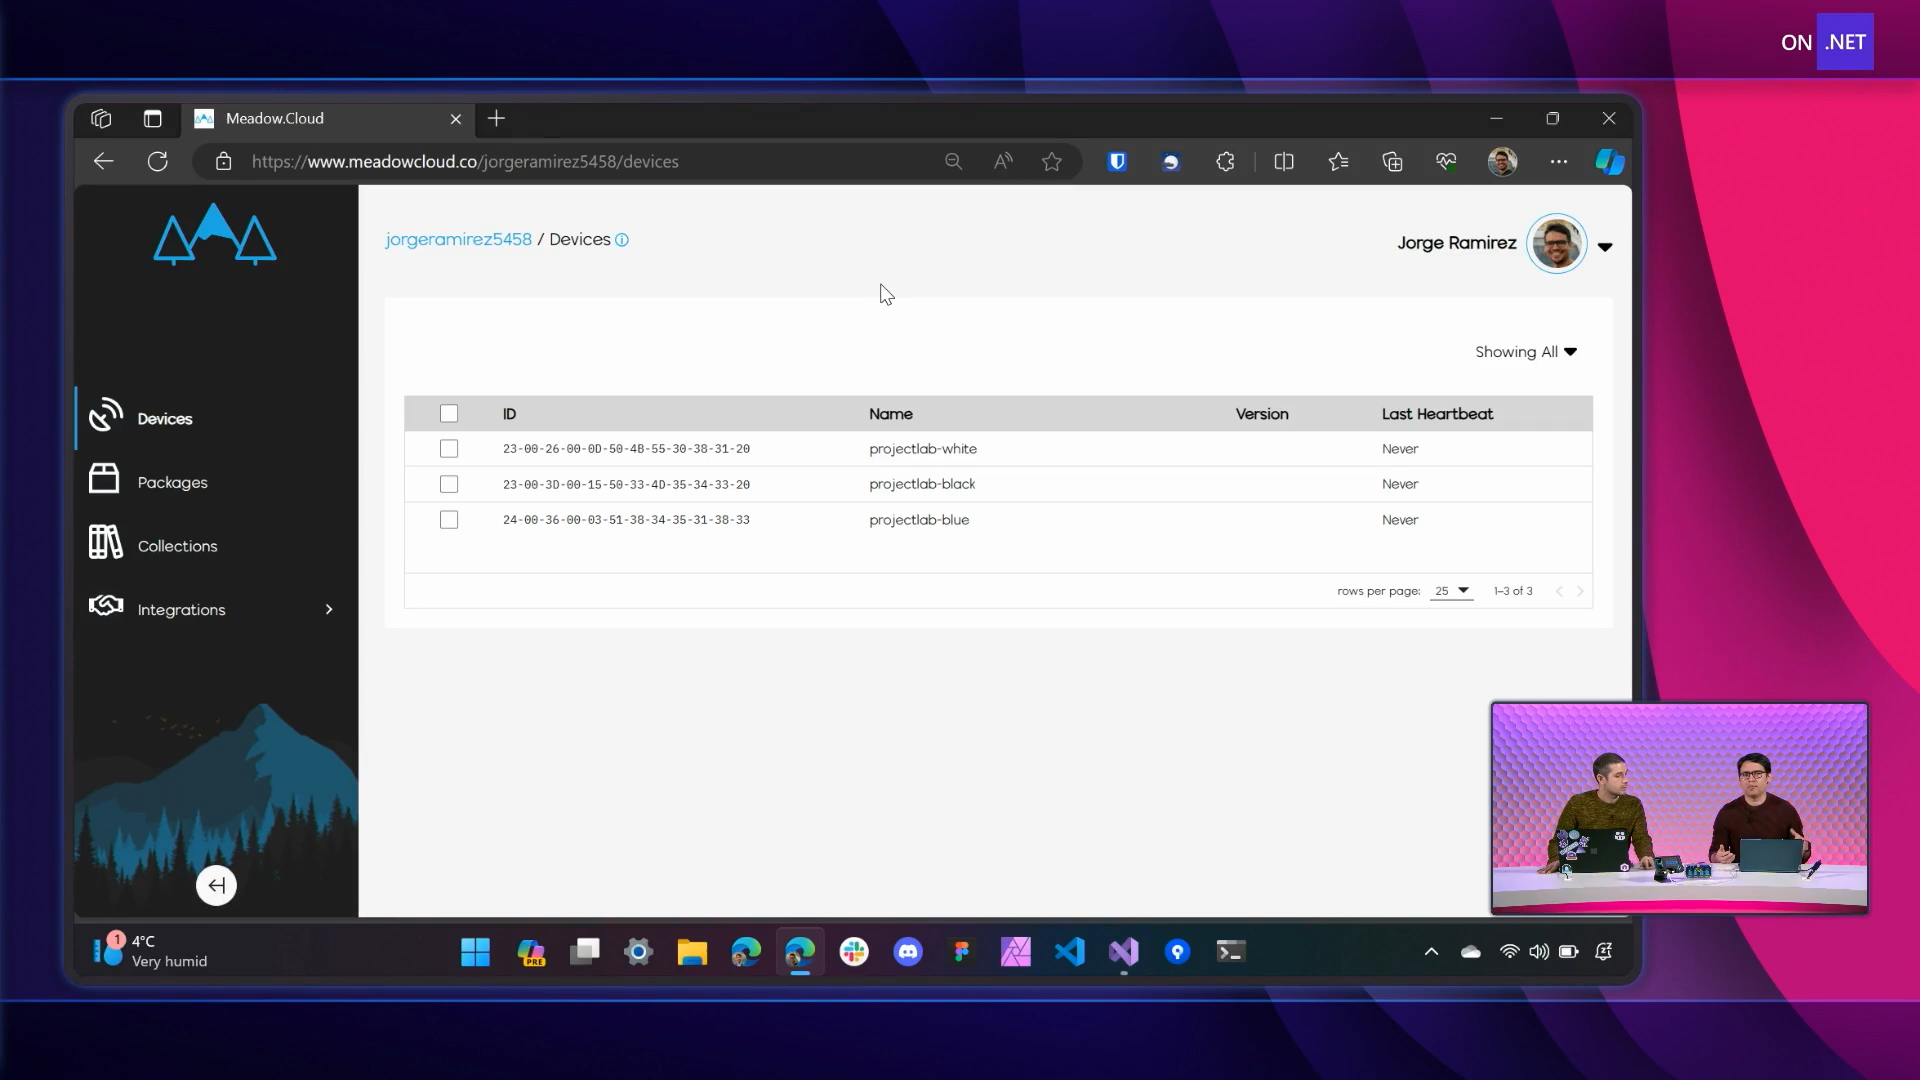 ON .NET
Meadow.Cloud
https://www.meadowcloud.co/jorgeramirez5458/devices
jorgeramirez5458 / Devices
Jorge Ramirez
Showing All
Devices
Packages
Collections
Integrations
ID Name Version Last Heartbeat
23-00-26-00-0D-50-4B-55-30-38-31-20 projectlab-white Never
23-00-3D-00-15-50-33-4D-35-34-33-20 projectlab-black Never
24-00-36-00-03-51-38-34-35-31-38-33 projectlab-blue Never
rows per page: 25 1-3 of 3
1 4°C
Very humid
PRE